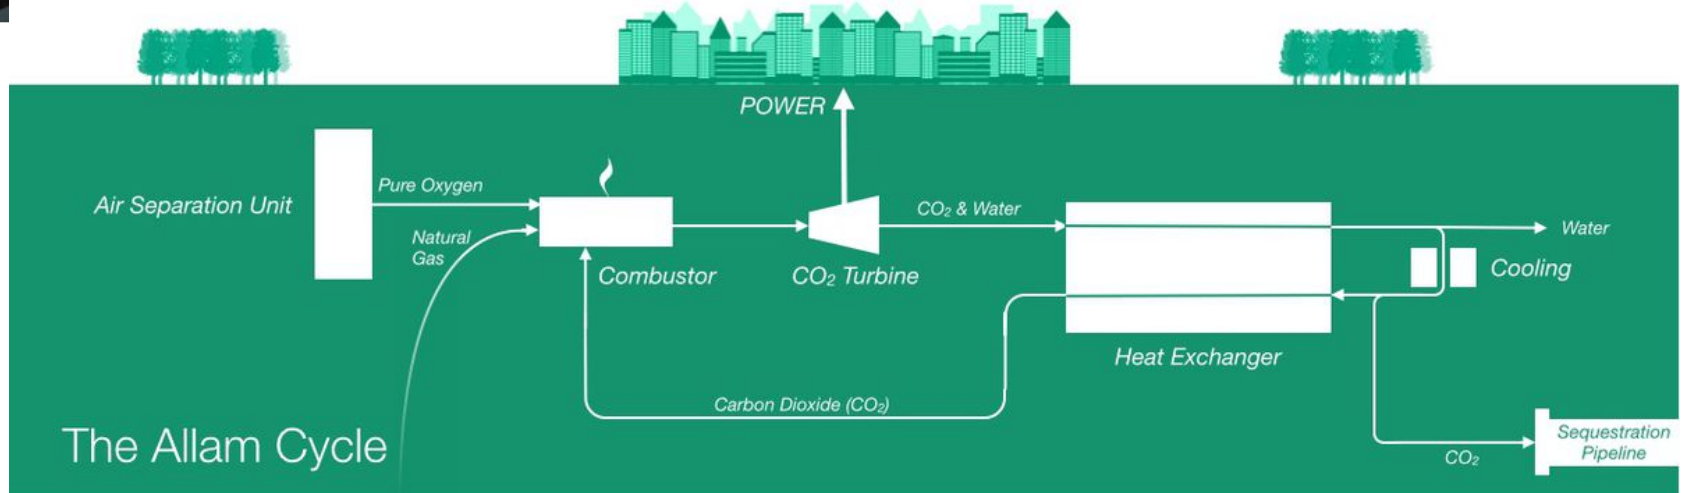 POWER
Pure Oxygen
Air Separation Unit
Natural
Gas
Combustor
CO₂ Turbine
CO₂ & Water
Water
Cooling
Heat Exchanger
Carbon Dioxide (CO₂)
The Allam Cycle
CO₂
Sequestration
Pipeline